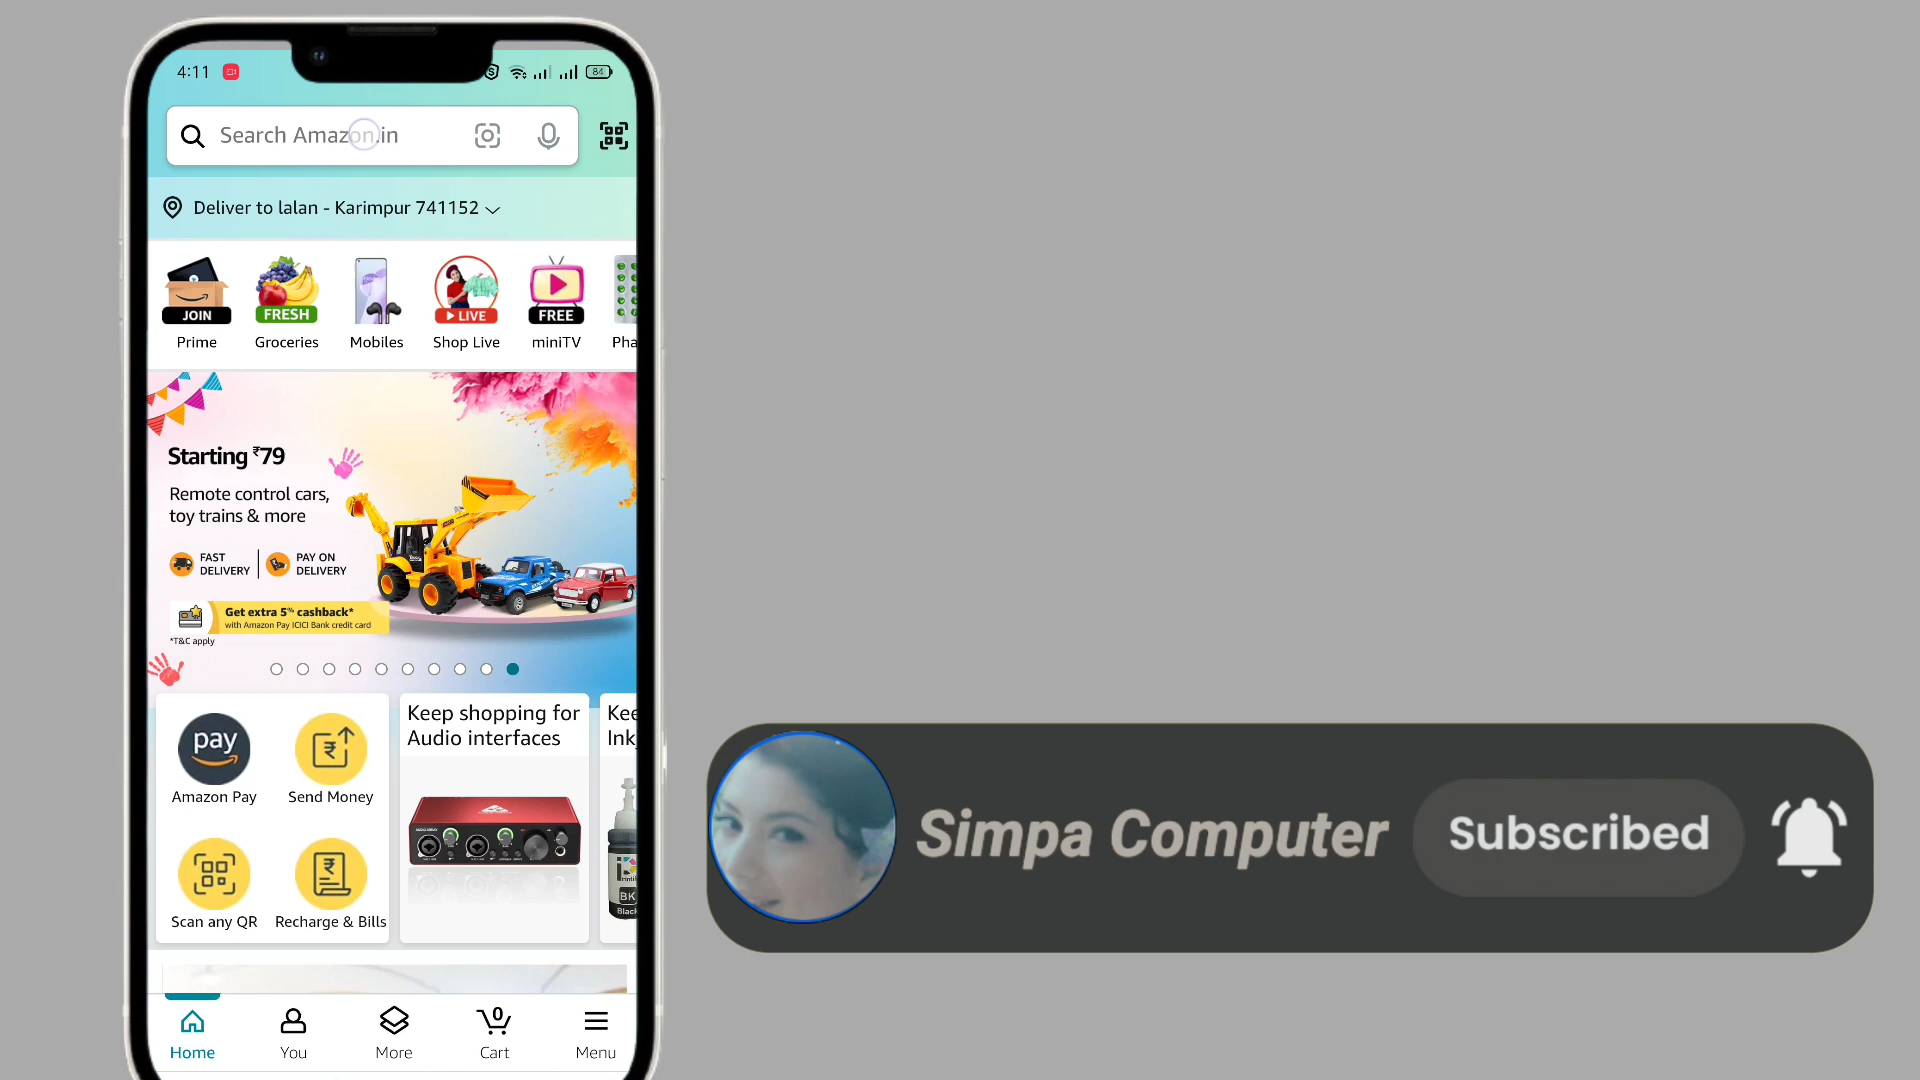 4:11
84
Search Amazon.in
Deliver to lalan - Karimpur 741152
JOIN
FRESH
LIVE
FREE
Prime
Groceries
Mobiles
Shop Live
miniTV
Pha
Starting ₹79
Remote control cars,
toy trains & more
FAST
DELIVERY
PAY ON
DELIVERY
Get extra 5% cashback*
with Amazon Pay ICICI Bank credit card
*T&C apply
pay
Amazon Pay
Send Money
Scan any QR
Recharge & Bills
Keep shopping for
Audio interfaces
Kee
Ink
BK
Black
Simpa Computer
Subscribed
0
Home
You
More
Cart
Menu